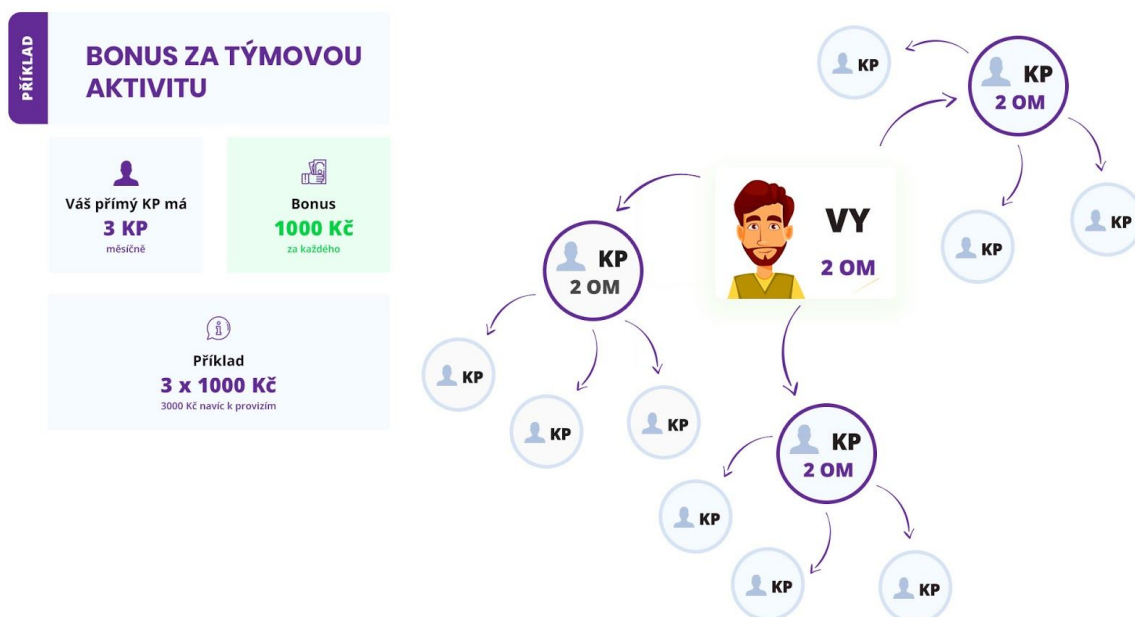 PŘÍKLAD
BONUS ZA TÝMOVOU
AKTIVITU
Váš přímý KP má
3 KP
měsíčně
Bonus
1000 Kč
za každého
Příklad
3 x 1000 Kč
3000 Kč navíc k provizím
KP
KP
2 OM
KP
KP
VY
2 OM
KP
2 OM
KP
KP
KP
KP
2 OM
KP
KP
KP